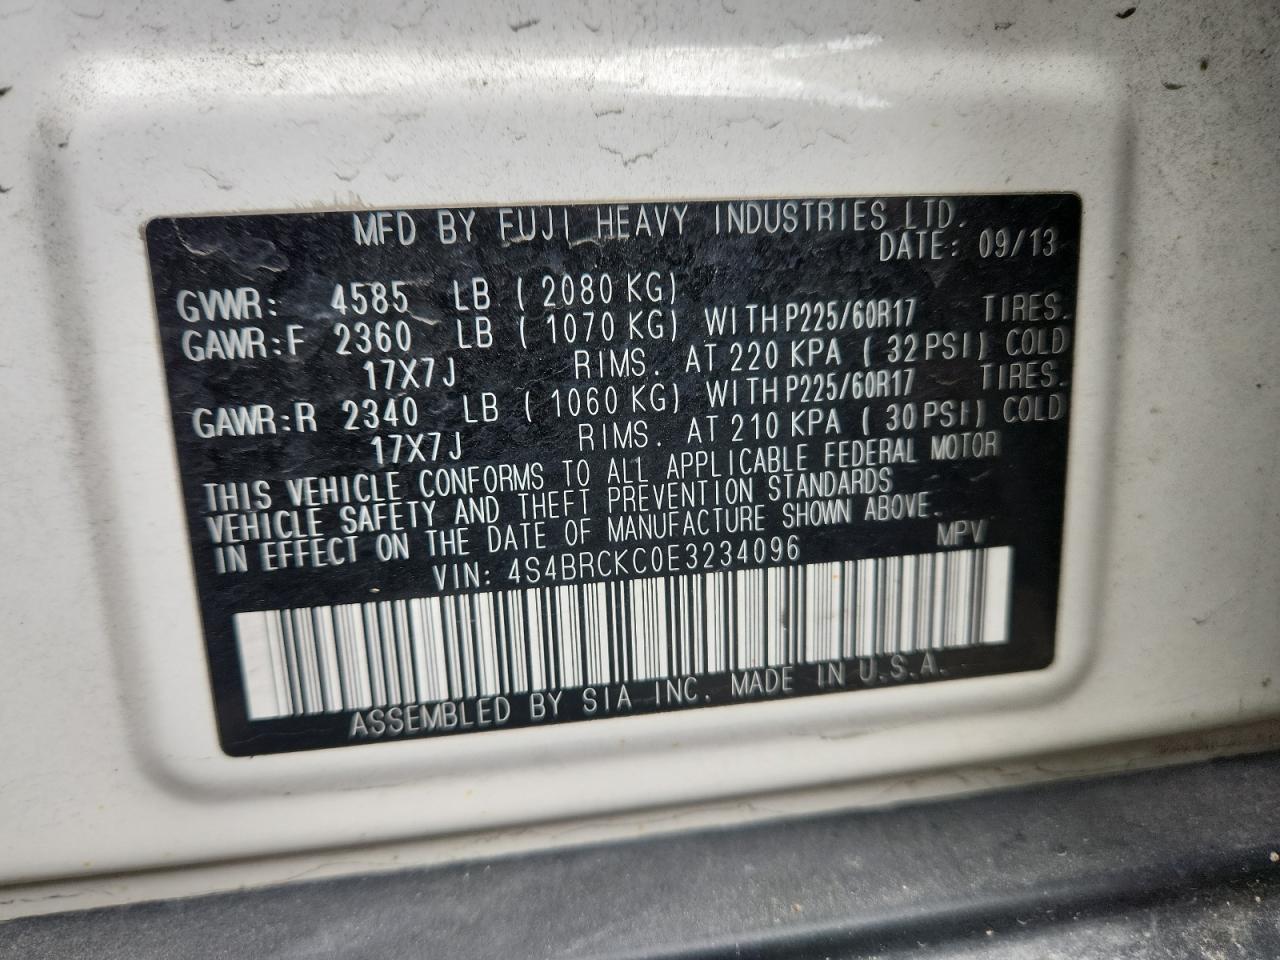 MFD BY FUJI HEAVY INDUSTRIES LTD.
DATE: 09/13
GVWR: 4585 LB (2080 KG)
GAWR:F 2360 LB (1070 KG) WITH P225/60R17 TIRES.
17X7J RIMS. AT 220 KPA (32 PSI) COLD
GAWR:R 2340 LB (1060 KG) WITH P225/60R17 TIRES.
17X7J RIMS. AT 210 KPA (30 PSI) COLD
THIS VEHICLE CONFORMS TO ALL APPLICABLE FEDERAL MOTOR
VEHICLE SAFETY AND THEFT PREVENTION STANDARDS
IN EFFECT ON THE DATE OF MANUFACTURE SHOWN ABOVE.
VIN: 4S4BRCKC0E3234096 MPV
ASSEMBLED BY SIA INC. MADE IN U.S.A.